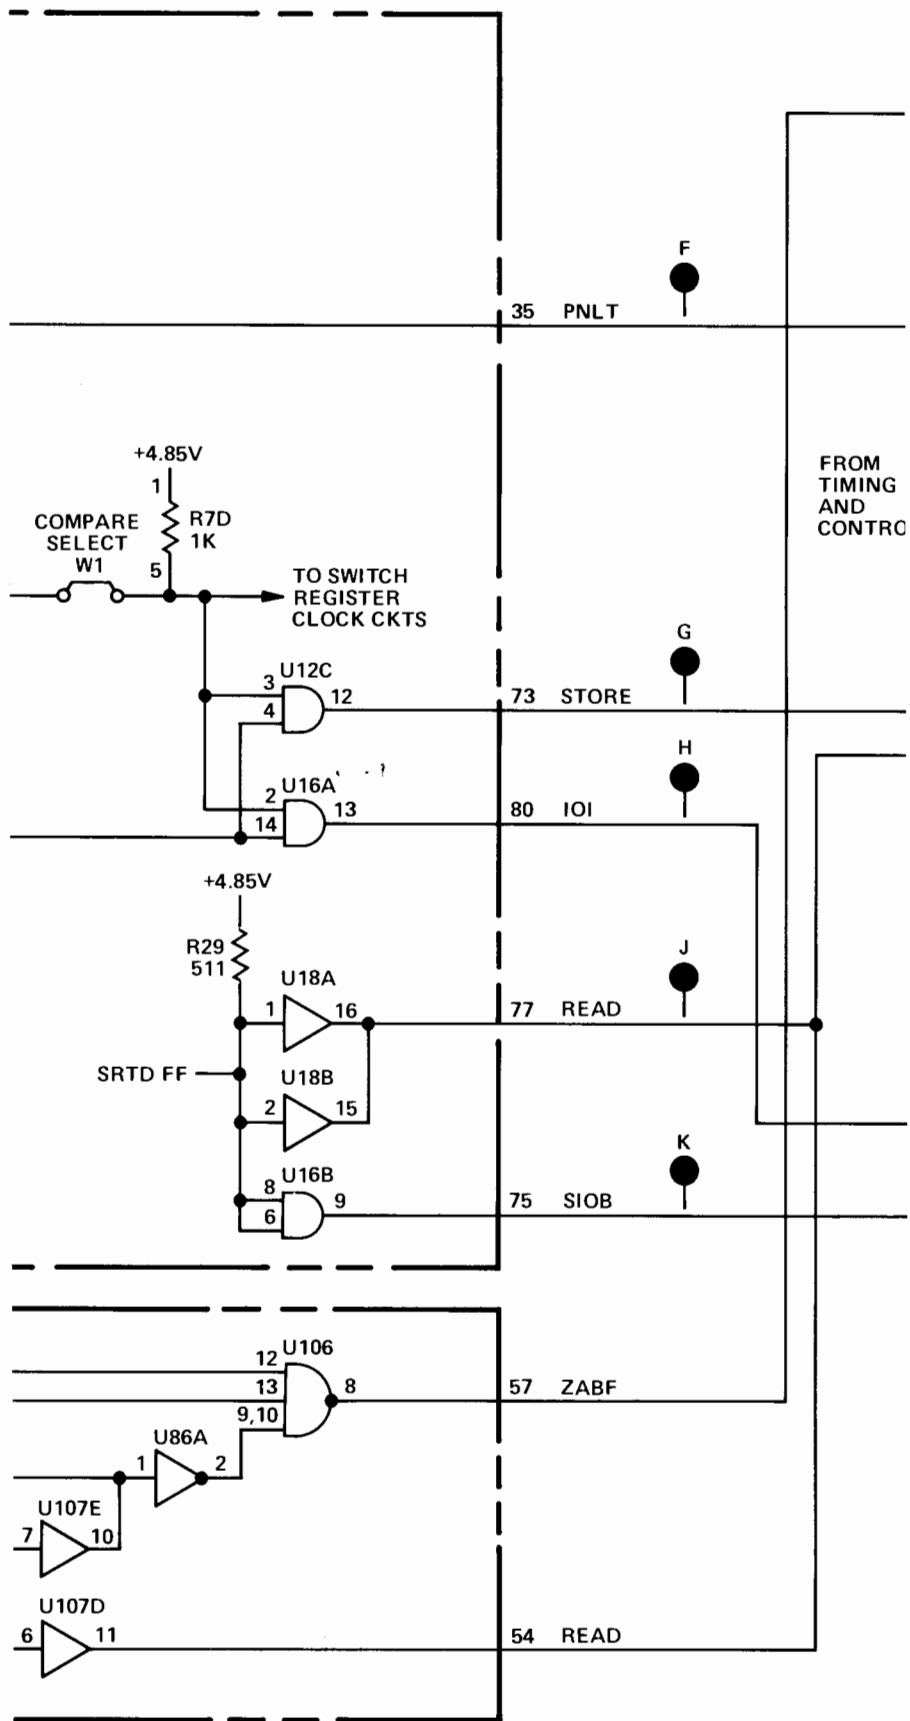 F
35 PNLT
+4.85V
1
R7D
1K
5
COMPARE
SELECT
W1
FROM
TIMING
AND
CONTRO
TO SWITCH
REGISTER
CLOCK CKTS
G
U12C
3
4
12
73 STORE
H
U16A
2
14
13
80 IOI
+4.85V
R29
511
J
U18A
1
16
77 READ
SRTD FF
U18B
2
15
K
U16B
8
6
9
75 SIOB
U106
12
13
9,10
8
57 ZABF
U86A
1
2
U107E
7
10
U107D
6
11
54 READ